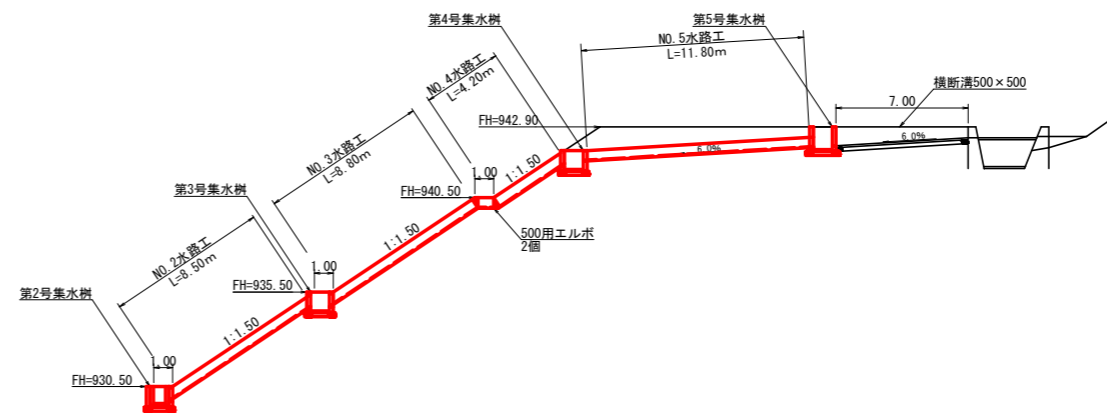 第4号集水桝
第5号集水桝
NO.5水路工
L=11.80m
NO.4水路工
L=4.20m
横断溝500×500
7.00
FH=942.90
6.0%
6.0%
NO.3水路工
L=8.80m
1:1.50
1.00
第3号集水桝
FH=940.50
500用エルボ
2個
1:1.50
NO.2水路工
L=8.50m
1.00
FH=935.50
第2号集水桝
1:1.50
1.00
FH=930.50